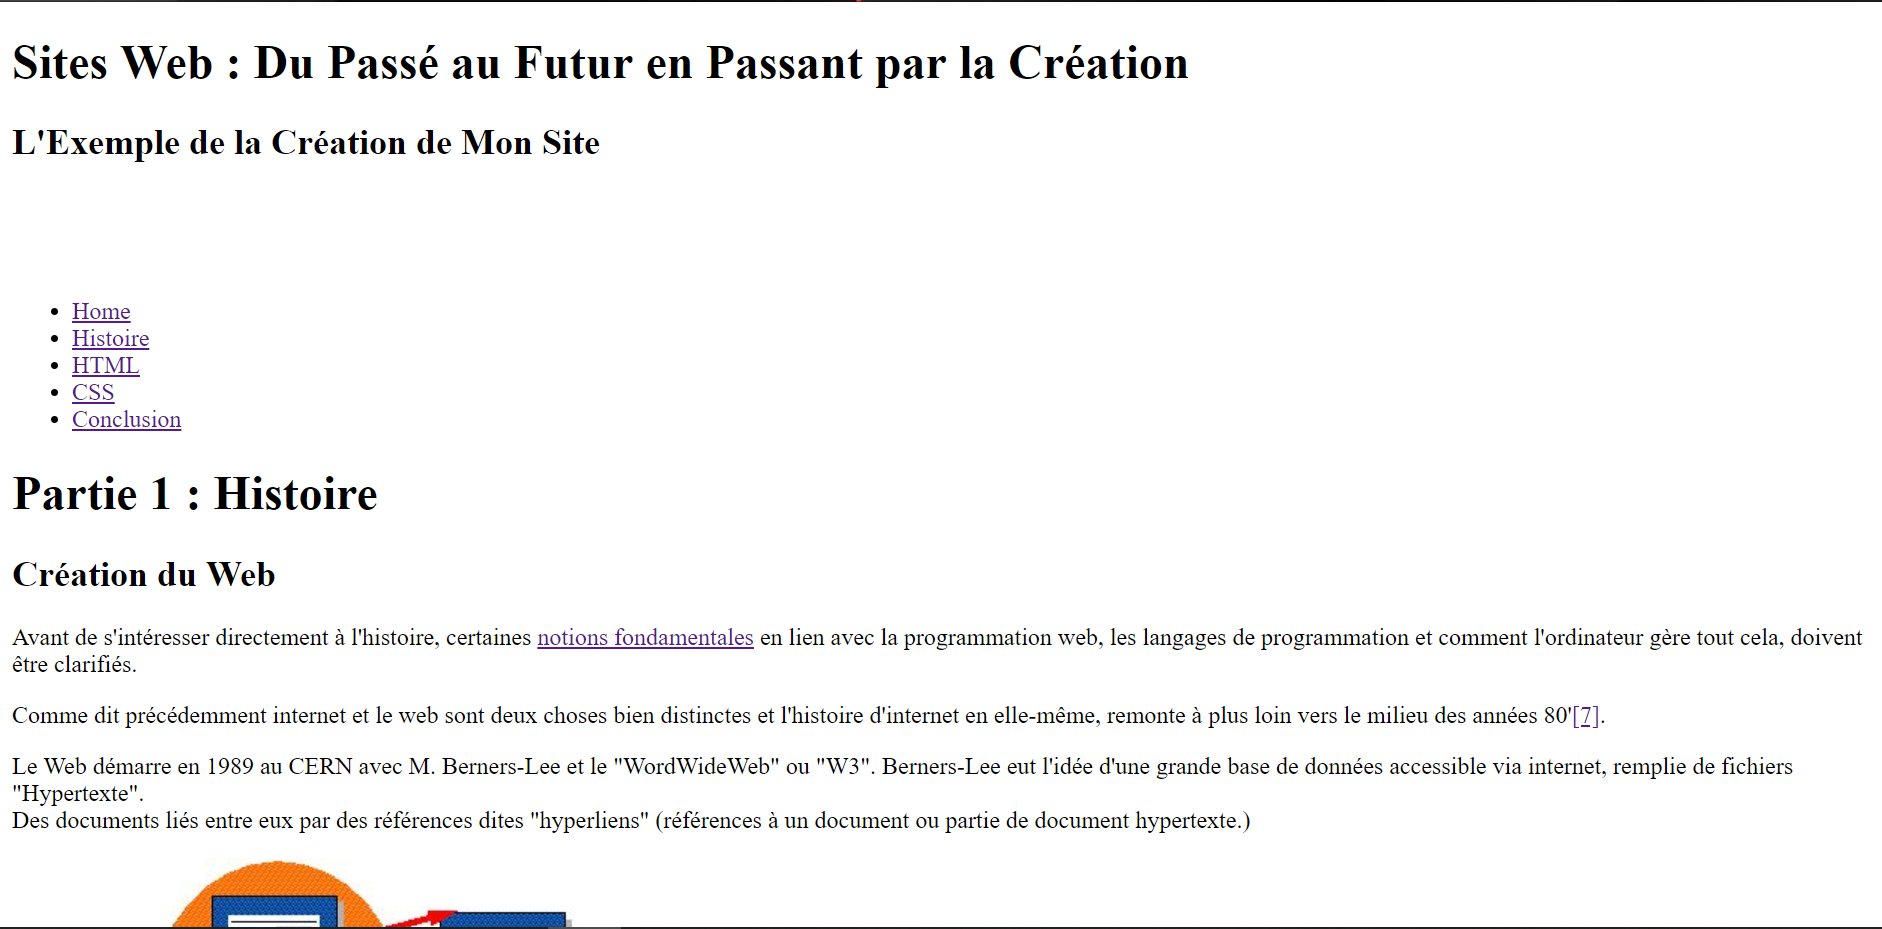 Sites Web : Du Passé au Futur en Passant par la Création
L'Exemple de la Création de Mon Site
Home
Histoire
HTML
CSS
Conclusion
Partie 1 : Histoire
Création du Web
Avant de s'intéresser directement à l'histoire, certaines notions fondamentales en lien avec la programmation web, les langages de programmation et comment l'ordinateur gère tout cela, doivent
être clarifiés.
Comme dit précédemment internet et le web sont deux choses bien distinctes et l'histoire d'internet en elle-même, remonte à plus loin vers le milieu des années 80'[7].
Le Web démarre en 1989 au CERN avec M. Berners-Lee et le "WordWideWeb" ou "W3". Berners-Lee eut l'idée d'une grande base de données accessible via internet, remplie de fichiers
"Hypertexte".
Des documents liés entre eux par des références dites "hyperliens" (références à un document ou partie de document hypertexte.)